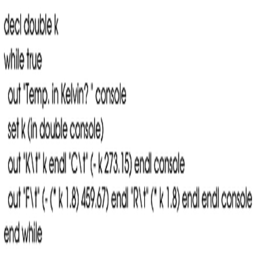 decl double k
while true
out "Temp. in Kelvin? " console
set k (in double console)
out "K\t" k endl "C\t" (- k 273.15) endl console
out "F\t" (- (* k 1.8) 459.67) endl "R\t" (* k 1.8) endl endl console
end while